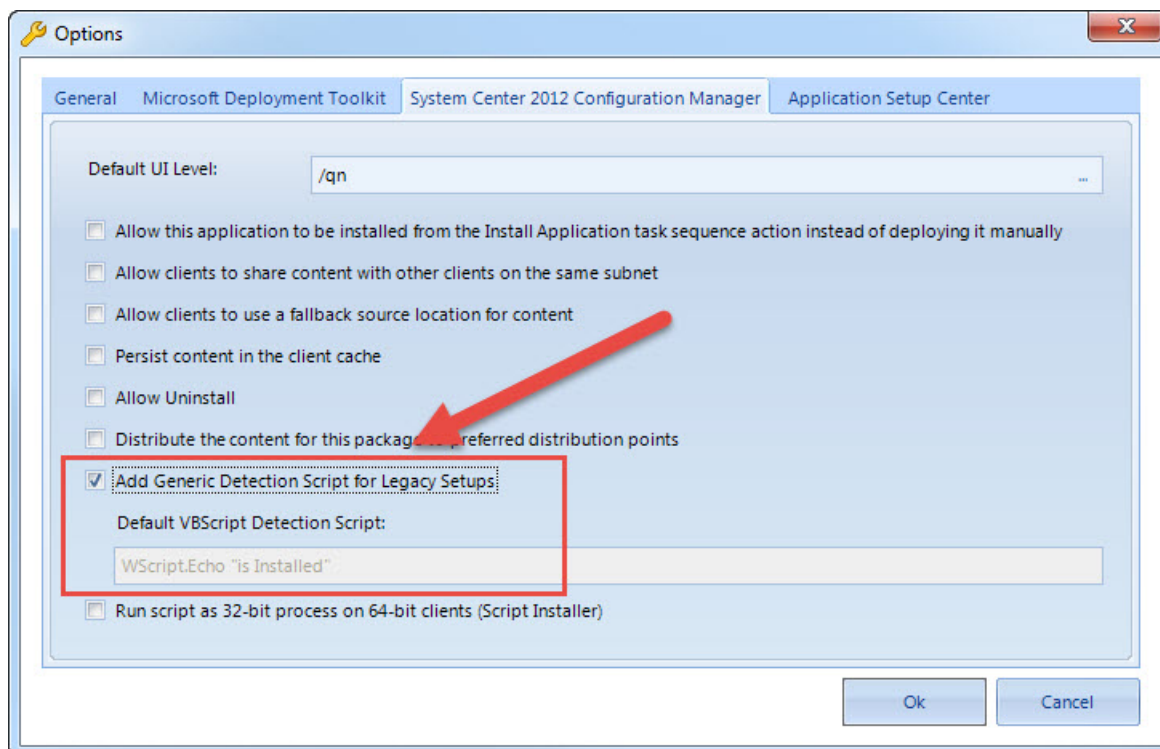 Options
General Microsoft Deployment Toolkit System Center 2012 Configuration Manager Application Setup Center
Default UI Level: /qn ...
Allow this application to be installed from the Install Application task sequence action instead of deploying it manually
Allow clients to share content with other clients on the same subnet
Allow clients to use a fallback source location for content
Persist content in the client cache
Allow Uninstall
Distribute the content for this package to preferred distribution points
Add Generic Detection Script for Legacy Setups
Default VBScript Detection Script:
WScript.Echo "is Installed"
Run script as 32-bit process on 64-bit clients (Script Installer)
Ok Cancel